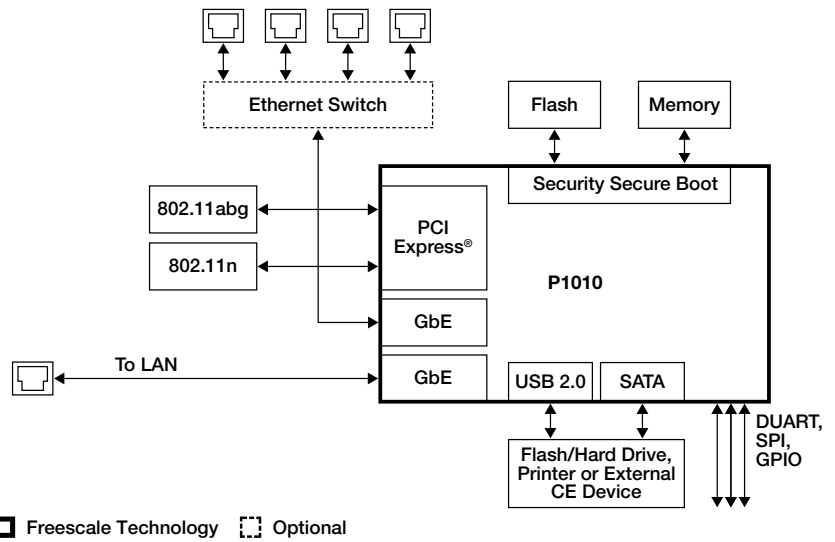 Ethernet Switch
Flash
Memory
Security Secure Boot
802.11abg
PCI
Express®
802.11n
P1010
GbE
To LAN
GbE
USB 2.0
SATA
DUART,
SPI,
GPIO
Flash/Hard Drive,
Printer or External
CE Device
Freescale Technology
Optional